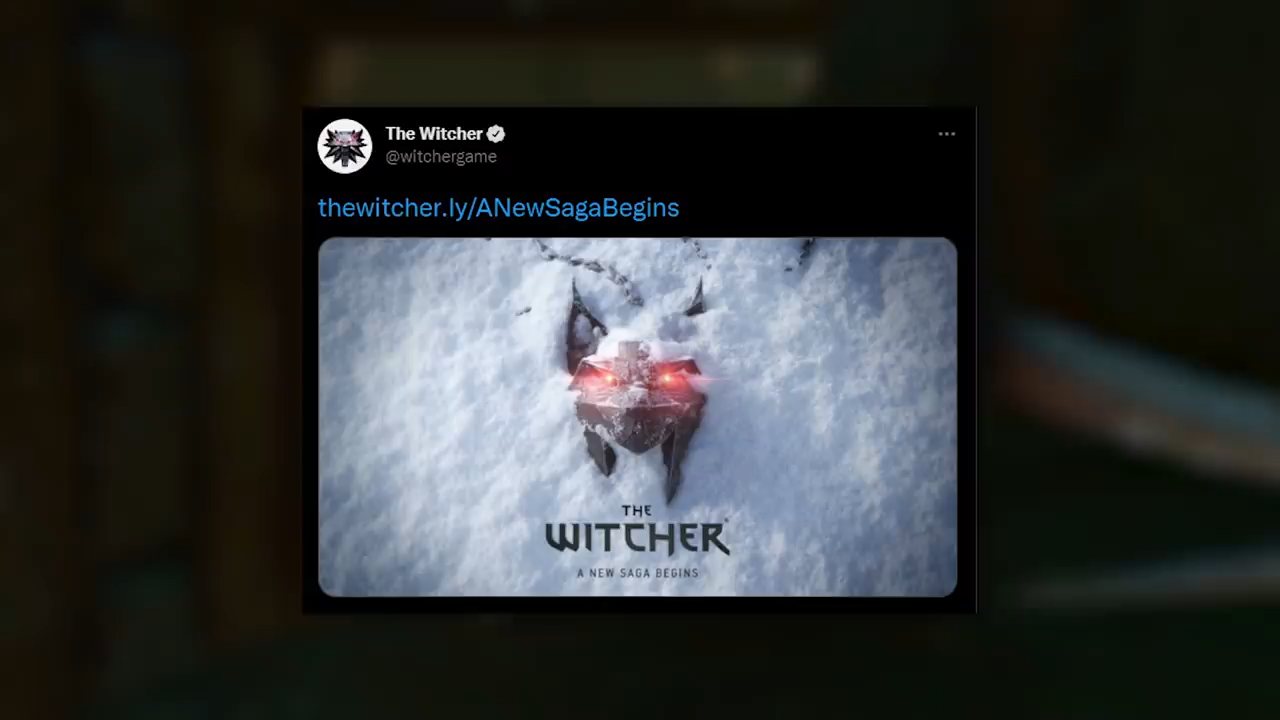 The Witcher
@witchergame
thewitcher.ly/ANewSagaBegins
THE
WITCHER
A NEW SAGA BEGINS